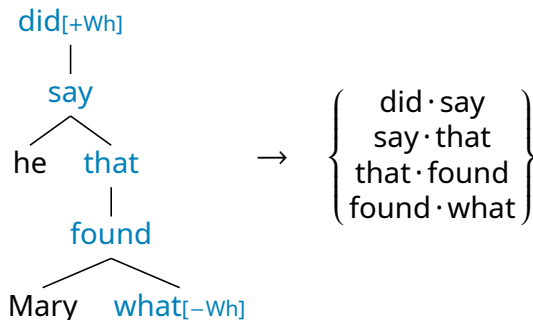 did[+Wh]
say
he that
found
Mary what[−Wh]
→
did · say
say · that
that · found
found · what